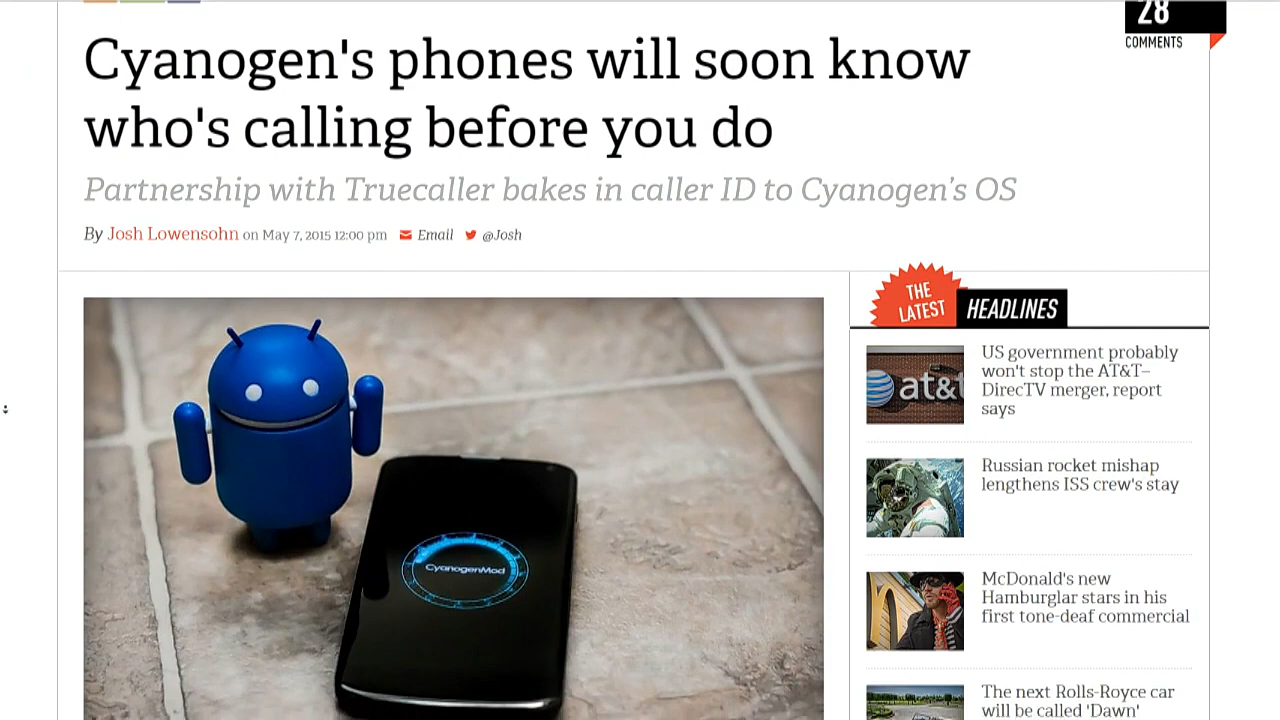 28
COMMENTS
Cyanogen's phones will soon know
who's calling before you do
Partnership with Truecaller bakes in caller ID to Cyanogen's OS
By Josh Lowensohn on May 7, 2015 12:00 pm Email @Josh
THE
LATEST
HEADLINES
CyanogenMod
at&t
US government probably
won't stop the AT&T–
DirecTV merger, report
says
Russian rocket mishap
lengthens ISS crew's stay
McDonald's new
Hamburglar stars in his
first tone-deaf commercial
The next Rolls-Royce car
will be called 'Dawn'